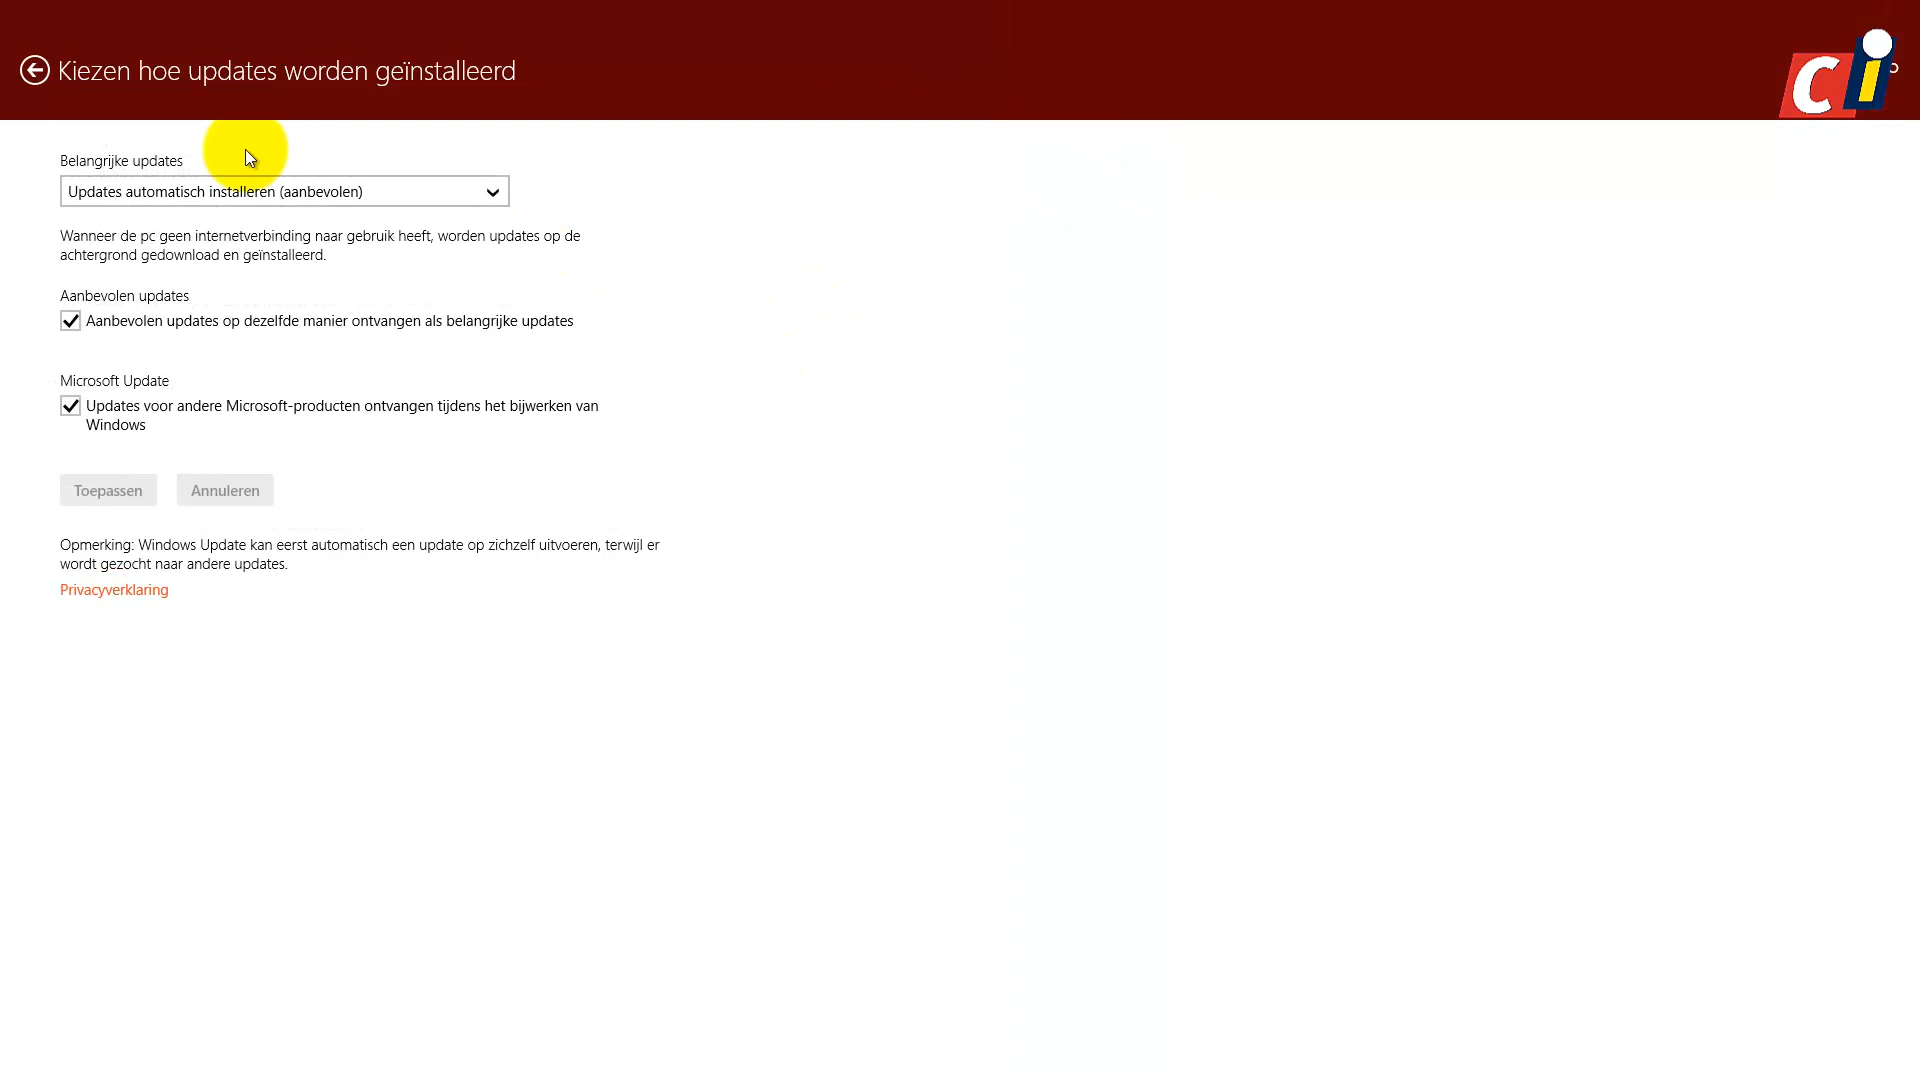 Kiezen hoe updates worden geïnstalleerd
Ci
Belangrijke updates
Updates automatisch installeren (aanbevolen)
Wanneer de pc geen internetverbinding naar gebruik heeft, worden updates op de
achtergrond gedownload en geïnstalleerd.
Aanbevolen updates
Aanbevolen updates op dezelfde manier ontvangen als belangrijke updates
Microsoft Update
Updates voor andere Microsoft-producten ontvangen tijdens het bijwerken van
Windows
Toepassen Annuleren
Opmerking: Windows Update kan eerst automatisch een update op zichzelf uitvoeren, terwijl er
wordt gezocht naar andere updates.
Privacyverklaring